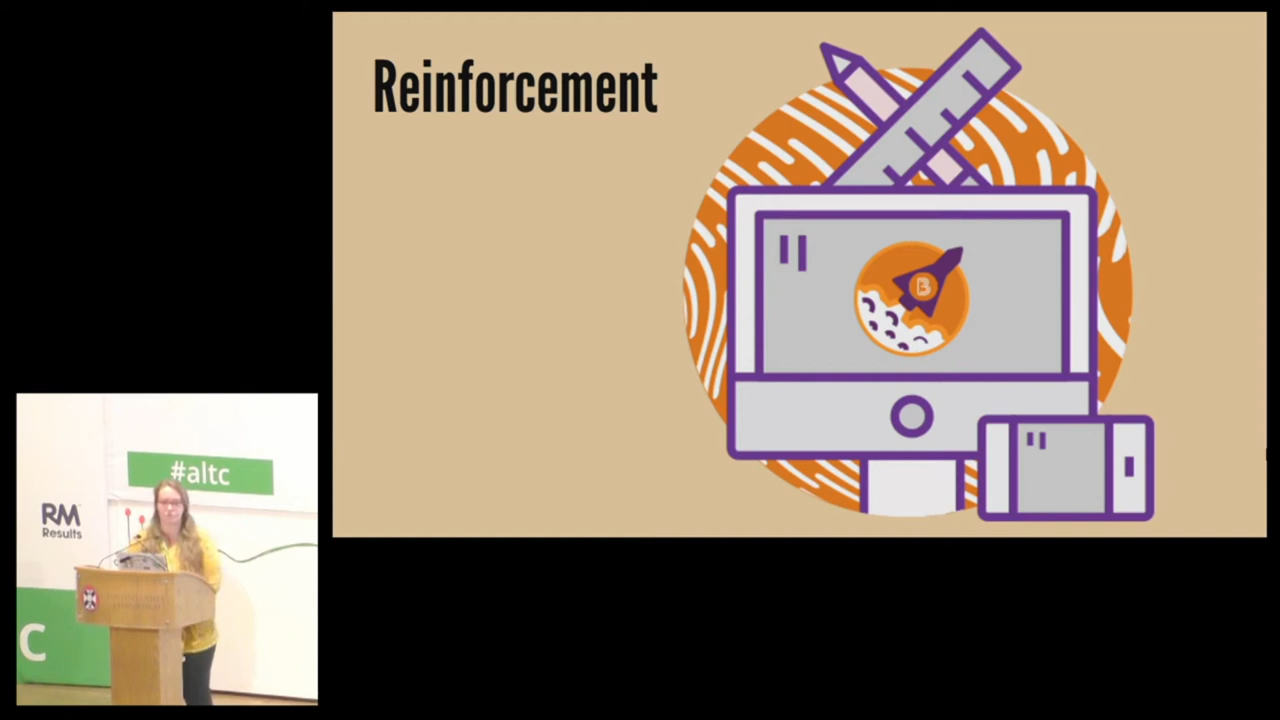 Reinforcement
B
#altc
RM
Results
C